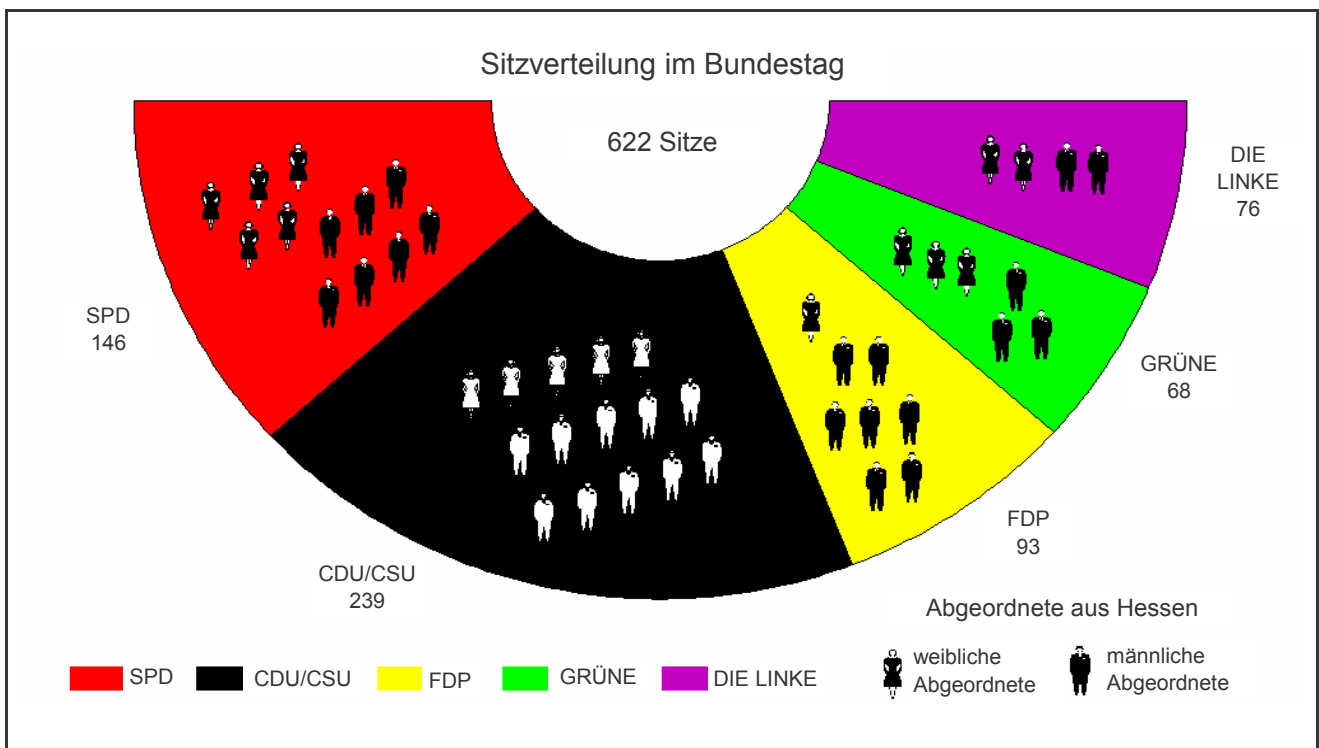 Sitzverteilung im Bundestag
622 Sitze
DIE
LINKE
76
SPD
146
GRÜNE
68
FDP
93
CDU/CSU
239
Abgeordnete aus Hessen
SPD
CDU/CSU
FDP
GRÜNE
DIE LINKE
weibliche
Abgeordnete
männliche
Abgeordnete